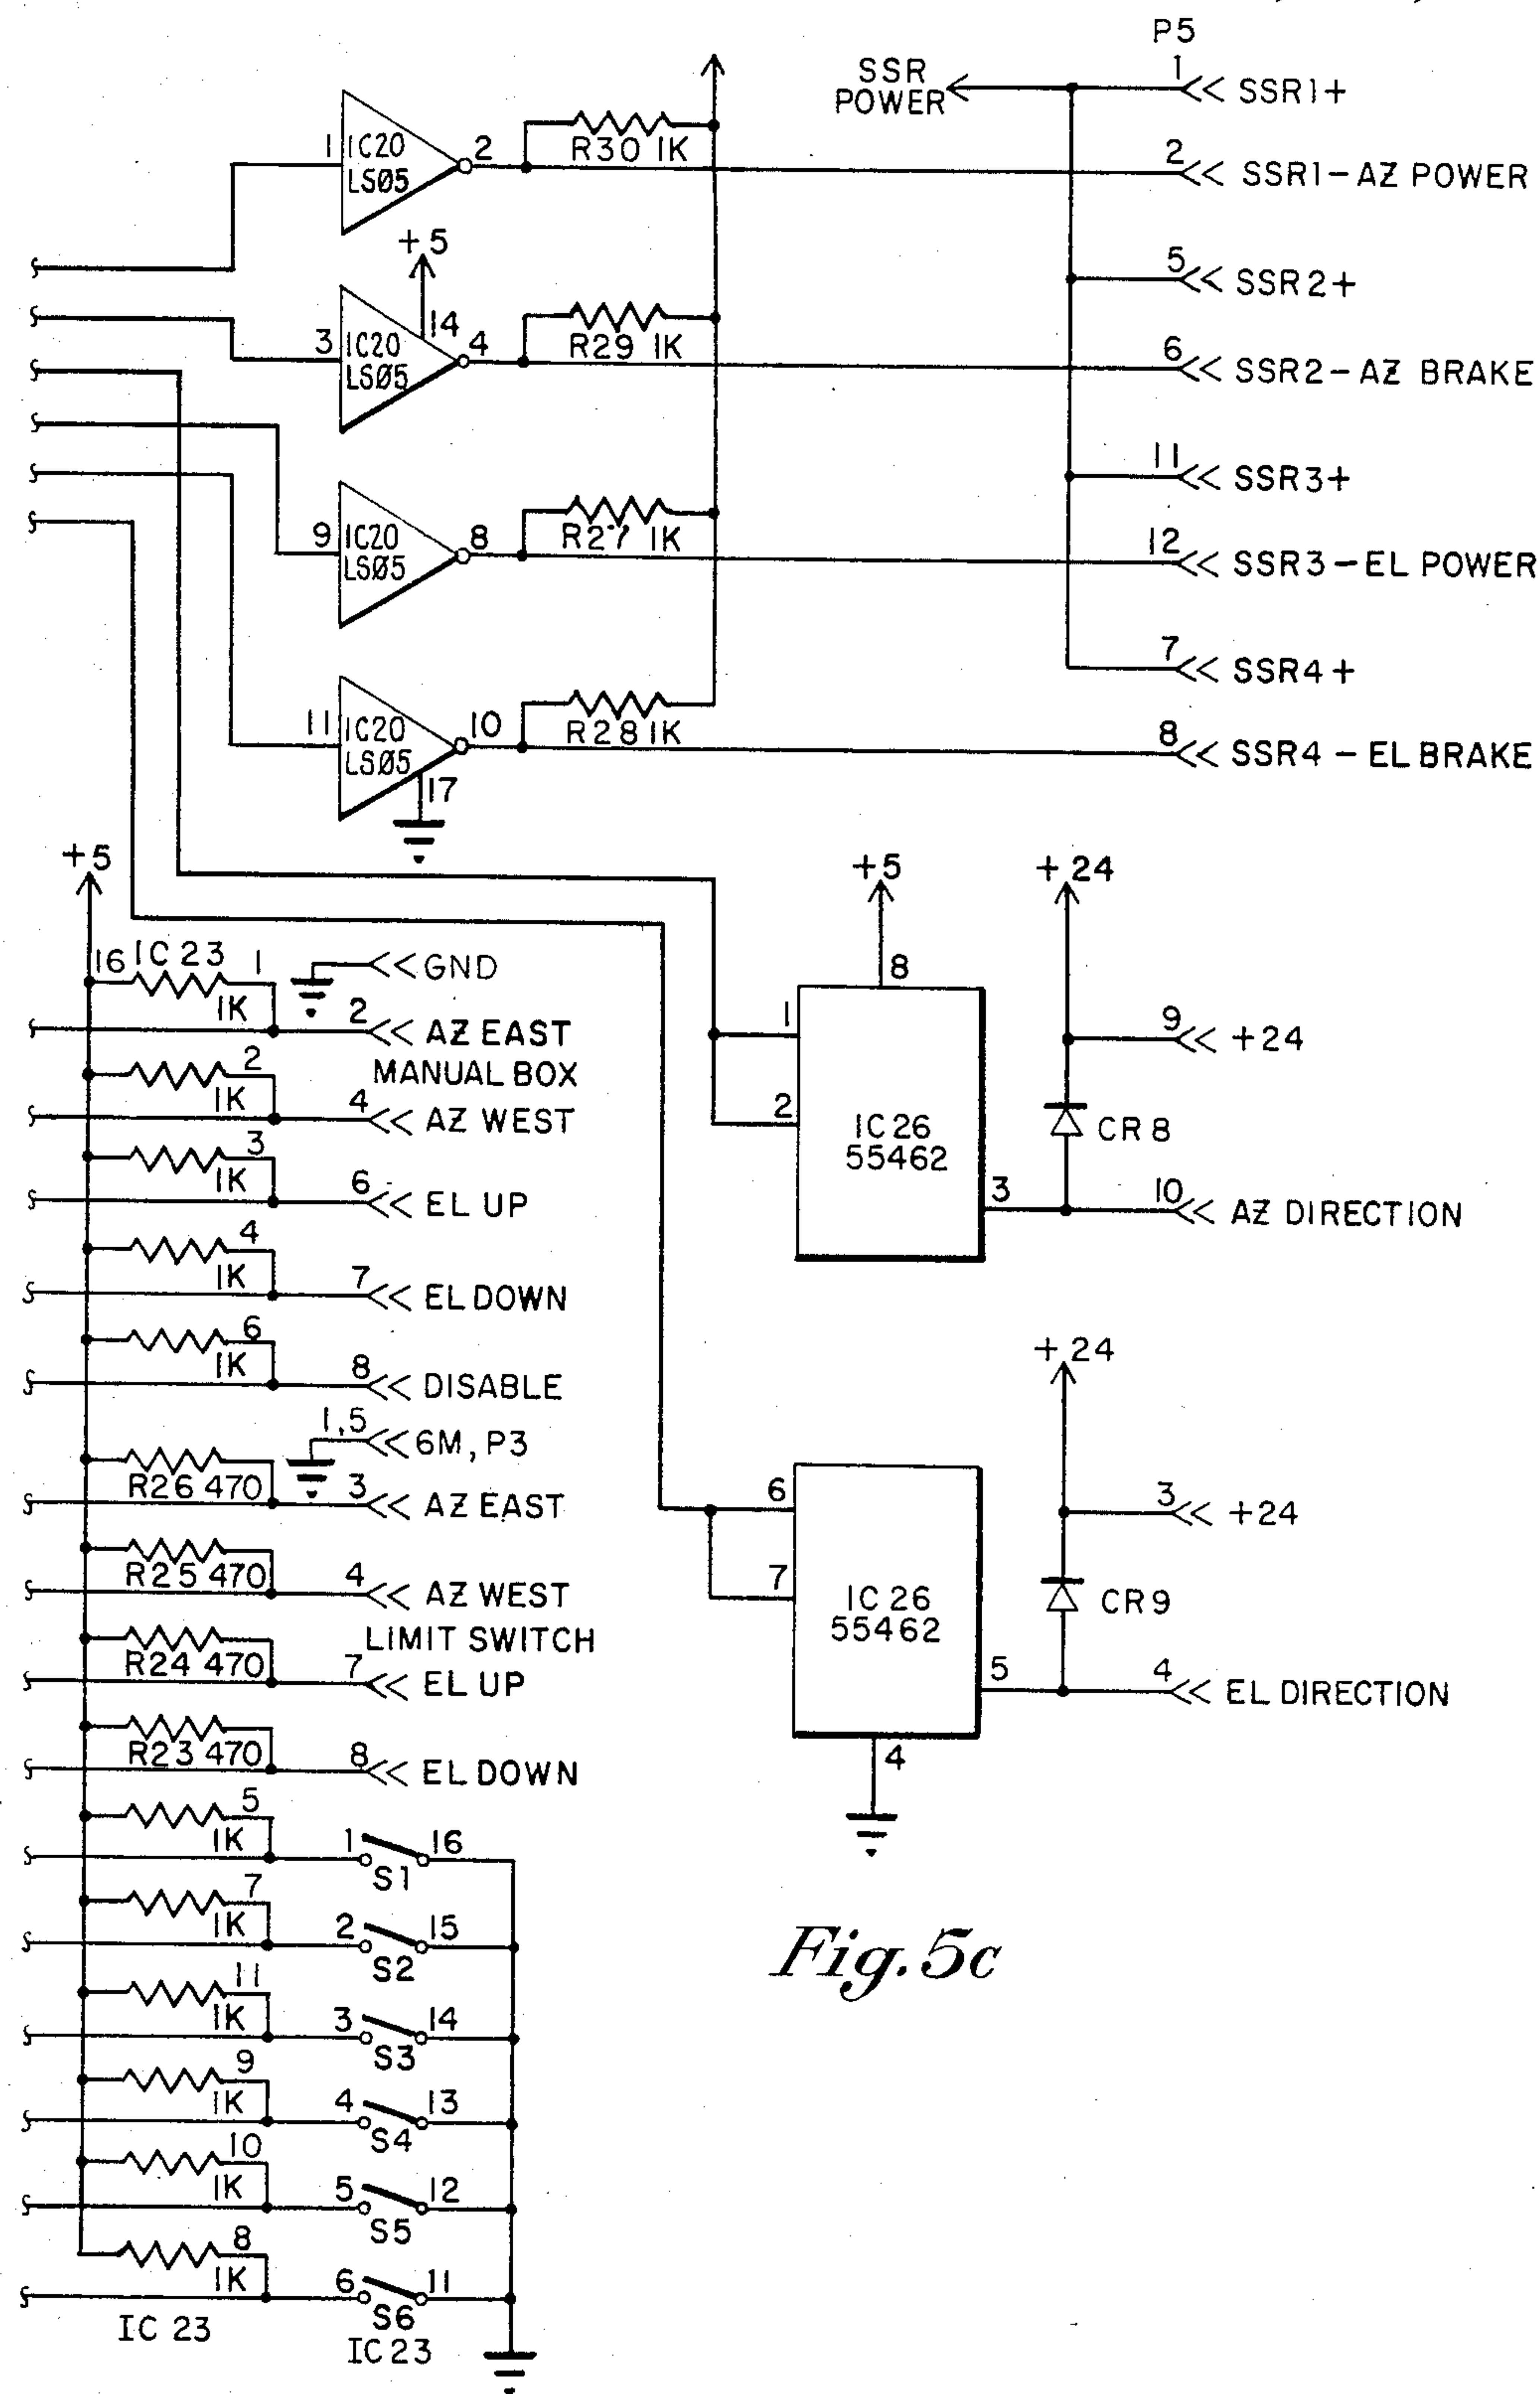 P5
SSR POWER
1 SSR1+
1 IC20 LSØ5 2
R30 1K
2 SSR1-AZ POWER
+5
5 SSR2+
3 IC20 LSØ5 14 4
R29 1K
6 SSR2-AZ BRAKE
11 SSR3+
9 IC20 LSØ5 8
R27 1K
12 SSR3-EL POWER
7 SSR4+
11 IC20 LSØ5 10
R28 1K
8 SSR4-EL BRAKE
17
+5
16 IC 23 1
1K
GND
2 AZ EAST
MANUAL BOX
2
1K
4 AZ WEST
3
1K
6 EL UP
4
1K
7 EL DOWN
6
1K
8 DISABLE
1,5 6M, P3
R26 470
3 AZ EAST
R25 470
4 AZ WEST
LIMIT SWITCH
R24 470
7 EL UP
R23 470
8 EL DOWN
5
1K
1 S1 16
7
1K
2 S2 15
11
1K
3 S3 14
9
1K
4 S4 13
10
1K
5 S5 12
8
1K
6 S6 11
IC 23
IC23
+5
+24
8
1
2
IC 26
55462
3
9 +24
CR8
10 AZ DIRECTION
+24
6
7
IC 26
55462
5
4
3 +24
CR9
4 EL DIRECTION
Fig. 5c